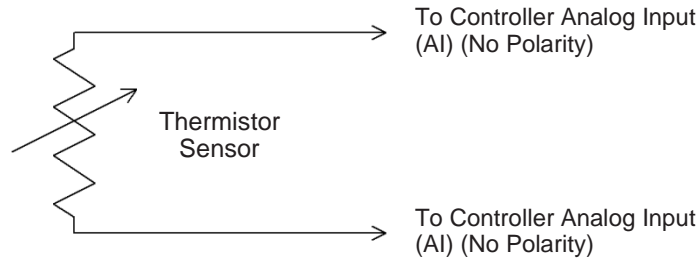 To Controller Analog Input
(AI) (No Polarity)
Thermistor
Sensor
To Controller Analog Input
(AI) (No Polarity)